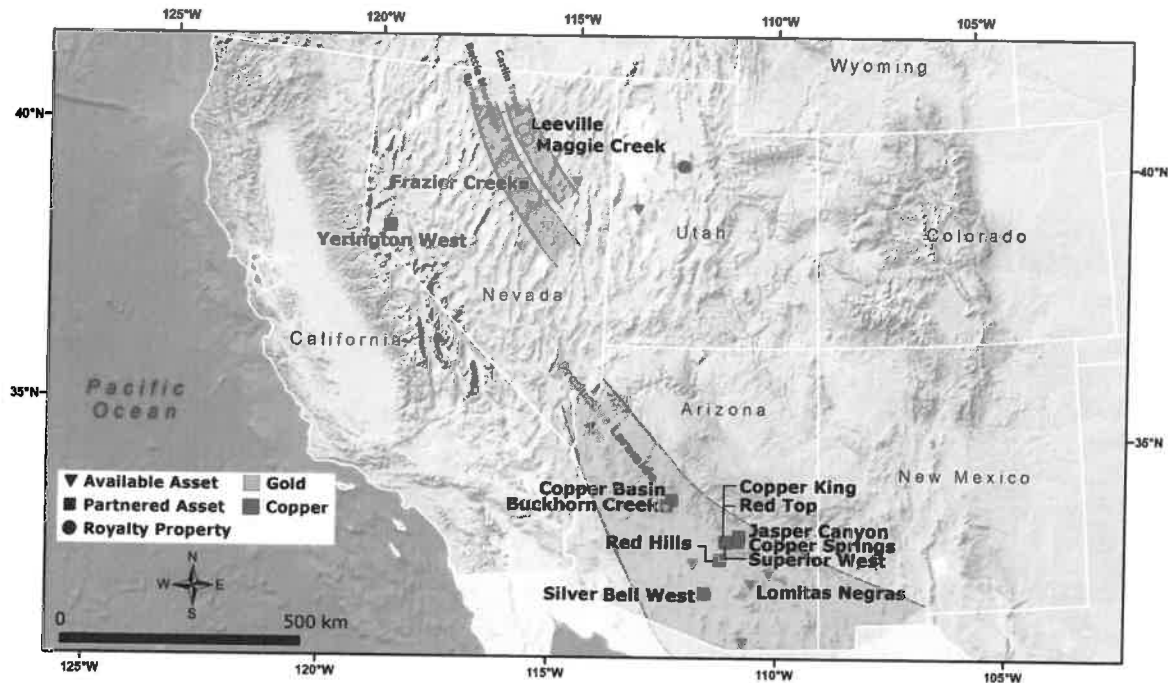 125°W 120°W 115°W 110°W 105°W
Wyoming
40°N
Leeville
Maggie Creek
40°N
Frazier Creek
Utah
Colorado
Yerington West
Nevada
California
Pacific
Ocean
35°N
Arizona
35°N
New Mexico
Available Asset
Gold
Partnered Asset
Copper
Royalty Property
Copper Basin
Buckhorn Creek
Copper King
Red Top
Jasper Canyon
Copper Springs
Superior West
Red Hills
Silver Bell West
Lomitas Negras
N
W E
S
0 500 km
125°W 120°W 115°W 110°W 105°W